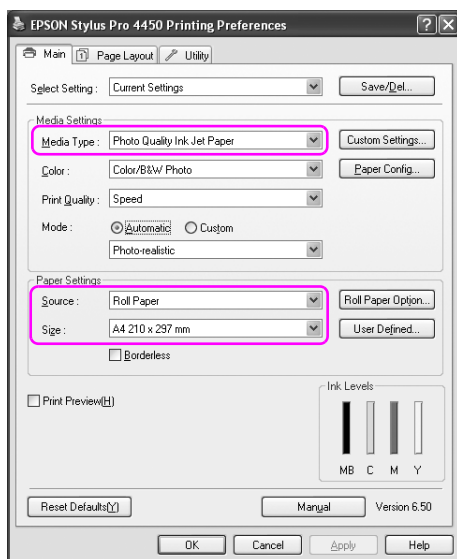 EPSON Stylus Pro 4450 Printing Preferences
Main Page Layout Utility
Select Setting : Current Settings Save/Del...
Media Settings
Media Type : Photo Quality Ink Jet Paper Custom Settings...
Color : Color/B&W Photo Paper Config...
Print Quality : Speed
Mode : Automatic Custom
Photo-realistic
Paper Settings
Source : Roll Paper Roll Paper Option...
Size : A4 210 x 297 mm User Defined...
Borderless
Print Preview(H)
Ink Levels
MB C M Y
Reset Defaults(Y) Manual Version 6.50
OK Cancel Apply Help